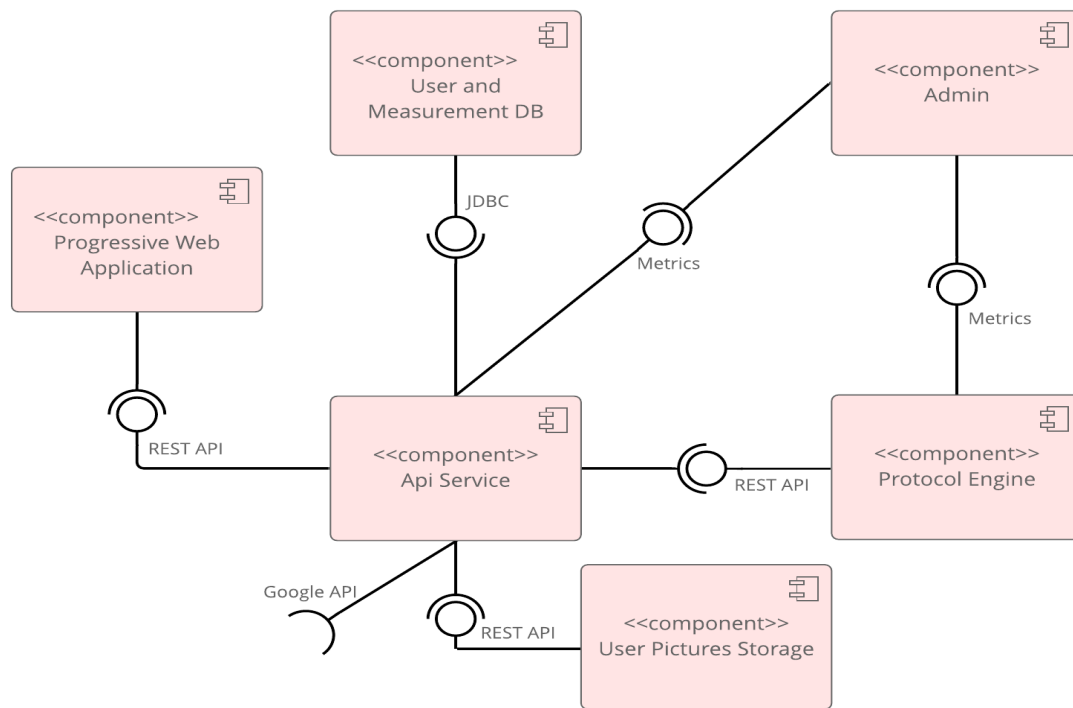 <<component>>
User and
Measurement DB
<<component>>
Admin
<<component>>
Progressive Web
Application
JDBC
Metrics
Metrics
REST API
<<component>>
Api Service
REST API
<<component>>
Protocol Engine
Google API
REST API
<<component>>
User Pictures Storage